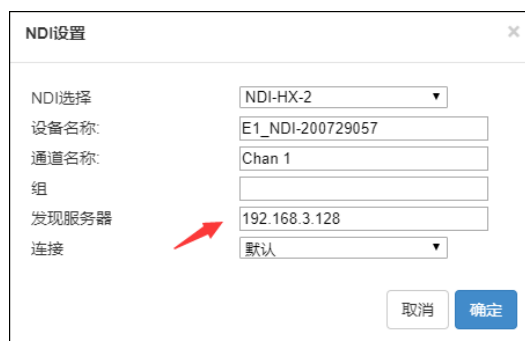 NDI设置 ×
NDI选择 NDI-HX-2
设备名称: E1_NDI-200729057
通道名称: Chan 1
组
发现服务器 192.168.3.128
连接 默认
取消 确定